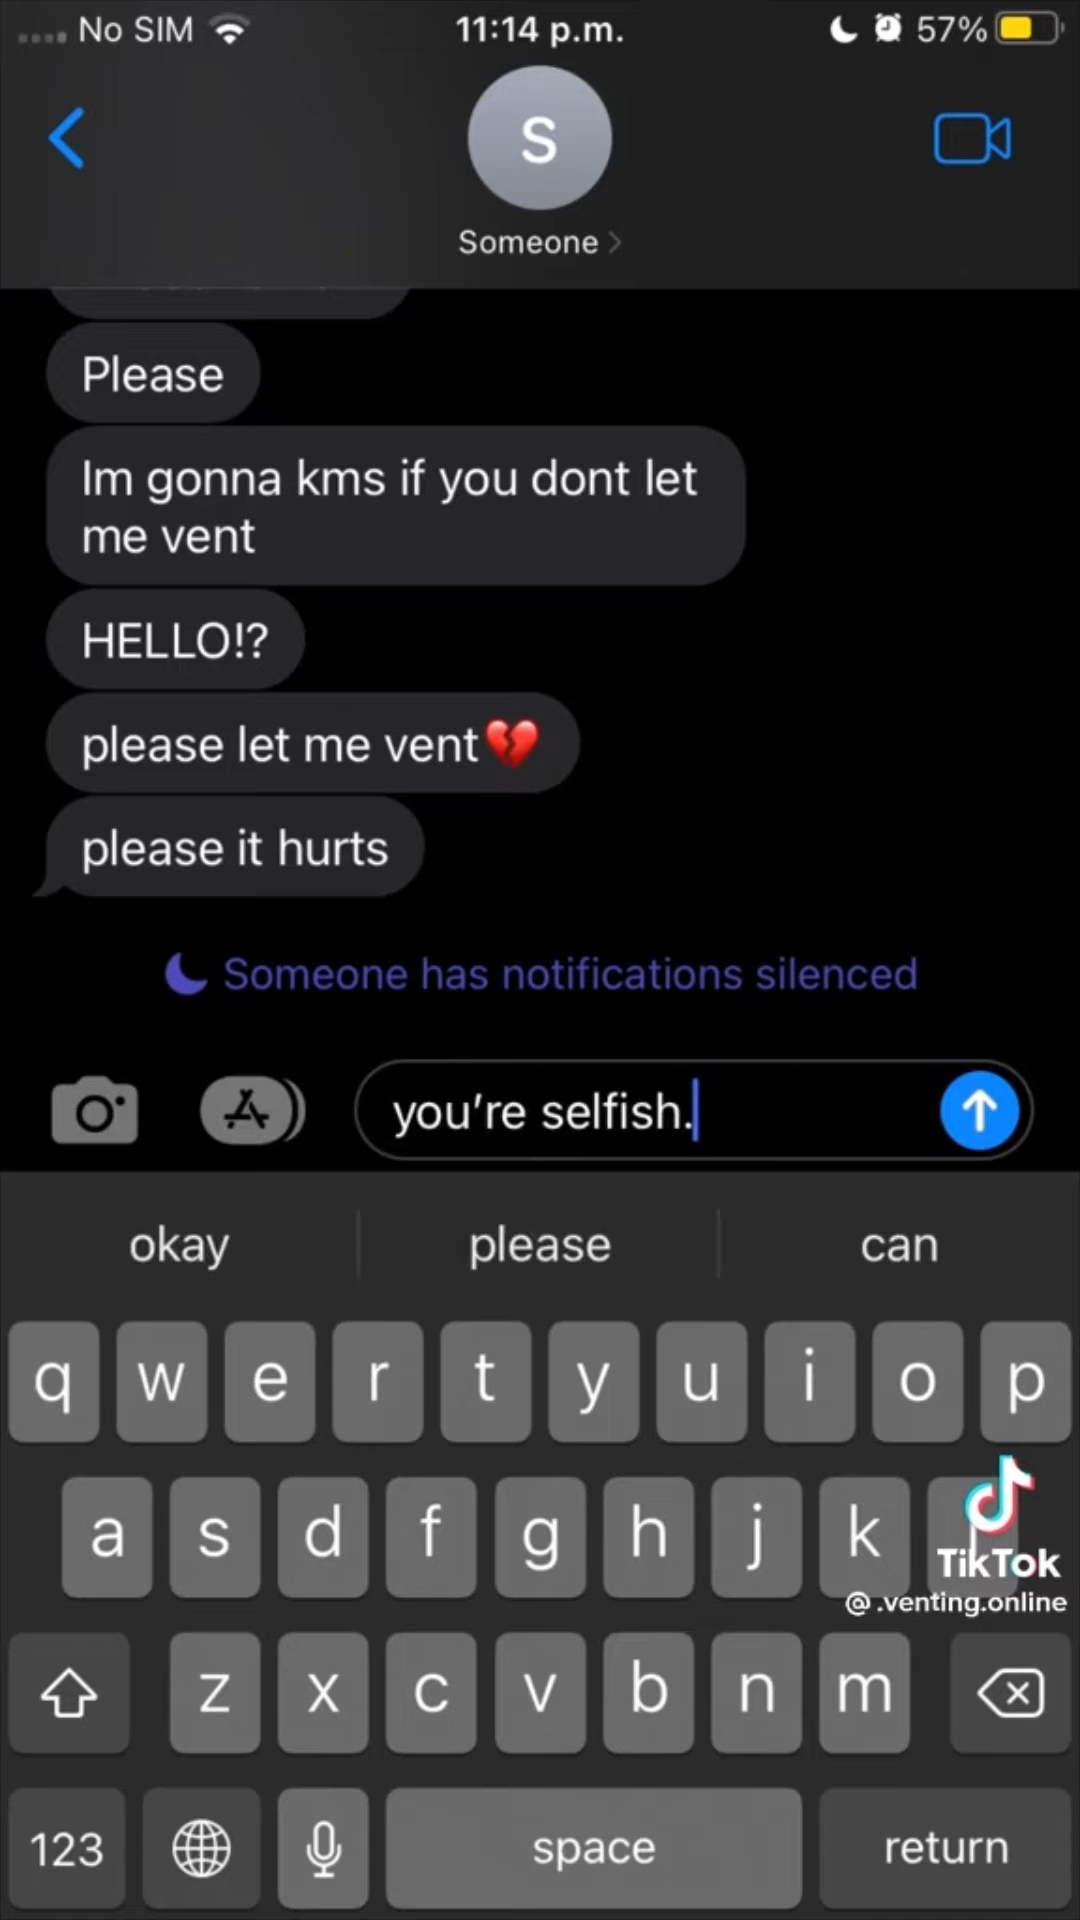 No SIM 11:14 p.m. 57%
S
Someone
Please
Im gonna kms if you dont let
me vent
HELLO!?
please let me vent💔
please it hurts
Someone has notifications silenced
you're selfish.
okay please can
q w e r t y u i o p
a s d f g h j k
TikTok
@.venting.online
z x c v b n m
123 space return